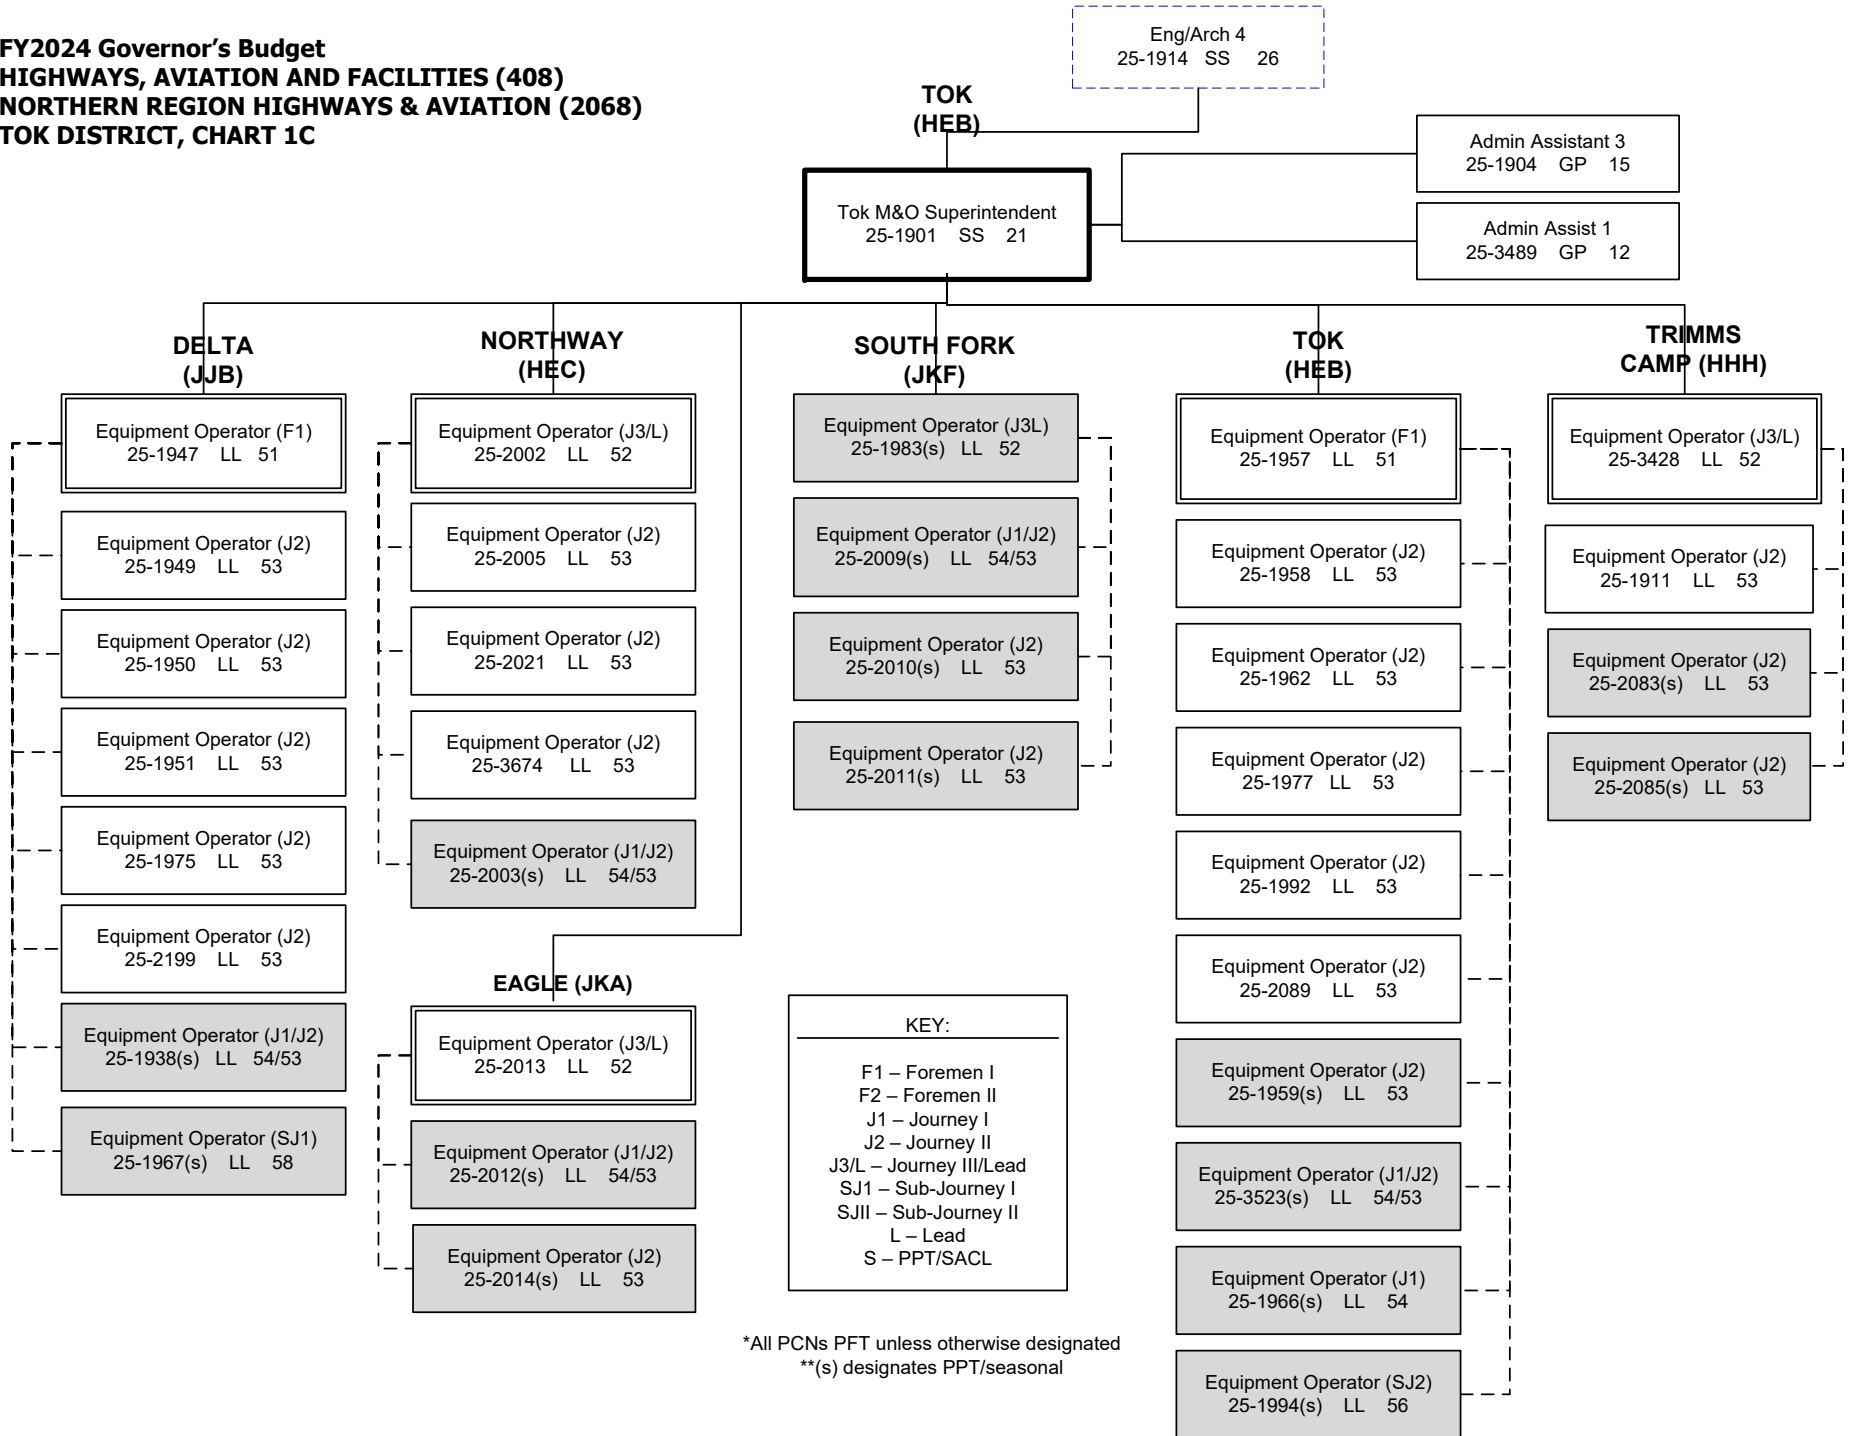 FY2024 Governor’s Budget
HIGHWAYS, AVIATION AND FACILITIES (408)
NORTHERN REGION HIGHWAYS & AVIATION (2068)
TOK DISTRICT, CHART 1C
Eng/Arch 4
25-1914 SS 26
TOK
(HEB)
Tok M&O Superintendent
25-1901 SS 21
Admin Assistant 3
25-1904 GP 15
Admin Assist 1
25-3489 GP 12
DELTA
(JJB)
Equipment Operator (F1)
25-1947 LL 51
Equipment Operator (J2)
25-1949 LL 53
Equipment Operator (J2)
25-1950 LL 53
Equipment Operator (J2)
25-1951 LL 53
Equipment Operator (J2)
25-1975 LL 53
Equipment Operator (J2)
25-2199 LL 53
Equipment Operator (J1/J2)
25-1938(s) LL 54/53
Equipment Operator (SJ1)
25-1967(s) LL 58
NORTHWAY
(HEC)
Equipment Operator (J3/L)
25-2002 LL 52
Equipment Operator (J2)
25-2005 LL 53
Equipment Operator (J2)
25-2021 LL 53
Equipment Operator (J2)
25-3674 LL 53
Equipment Operator (J1/J2)
25-2003(s) LL 54/53
EAGLE (JKA)
Equipment Operator (J3/L)
25-2013 LL 52
Equipment Operator (J1/J2)
25-2012(s) LL 54/53
Equipment Operator (J2)
25-2014(s) LL 53
SOUTH FORK
(JKF)
Equipment Operator (J3L)
25-1983(s) LL 52
Equipment Operator (J1/J2)
25-2009(s) LL 54/53
Equipment Operator (J2)
25-2010(s) LL 53
Equipment Operator (J2)
25-2011(s) LL 53
KEY:
F1 – Foremen I
F2 – Foremen II
J1 – Journey I
J2 – Journey II
J3/L – Journey III/Lead
SJ1 – Sub-Journey I
SJII – Sub-Journey II
L – Lead
S – PPT/SACL
*All PCNs PFT unless otherwise designated
**(s) designates PPT/seasonal
TOK
(HEB)
Equipment Operator (F1)
25-1957 LL 51
Equipment Operator (J2)
25-1958 LL 53
Equipment Operator (J2)
25-1962 LL 53
Equipment Operator (J2)
25-1977 LL 53
Equipment Operator (J2)
25-1992 LL 53
Equipment Operator (J2)
25-2089 LL 53
Equipment Operator (J2)
25-1959(s) LL 53
Equipment Operator (J1/J2)
25-3523(s) LL 54/53
Equipment Operator (J1)
25-1966(s) LL 54
Equipment Operator (SJ2)
25-1994(s) LL 56
TRIMMS
CAMP (HHH)
Equipment Operator (J3/L)
25-3428 LL 52
Equipment Operator (J2)
25-1911 LL 53
Equipment Operator (J2)
25-2083(s) LL 53
Equipment Operator (J2)
25-2085(s) LL 53